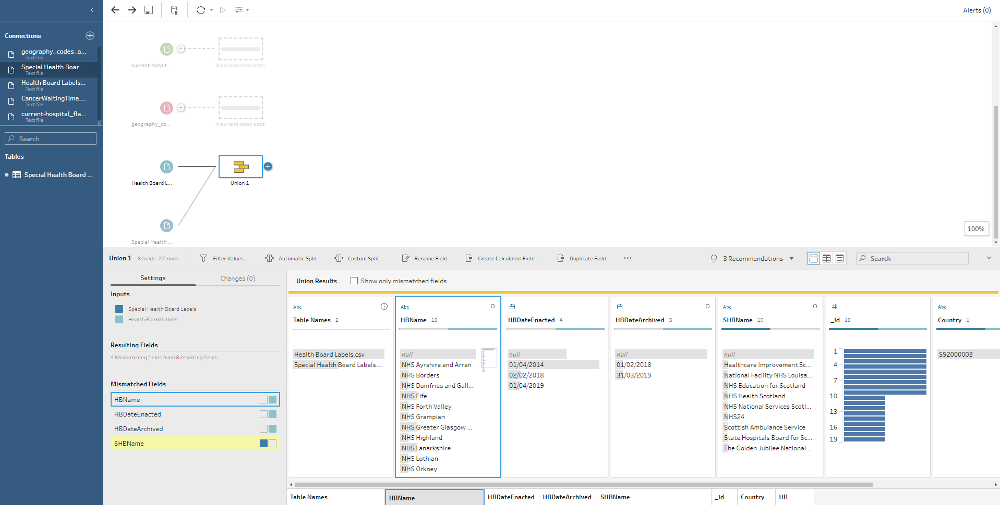 Alerts (0)
Connections
geography_codes_a...
Text file
Special Health Boar...
Text file
Health Board Labels...
Text file
CancerWaitingTime....
Text file
current-hospital_fla...
Text file
Search
Tables
Special Health Board ...
current-hospit...
View and clean data
geography_co...
View and clean data
Health Board L...
Union 1
Special Health ...
100%
Union 1 8 fields 27 rows Filter Values... Automatic Split Custom Split... Rename Field Create Calculated Field... Duplicate Field ... 3 Recommendations Search
Settings Changes (0)
Inputs
Special Health Board Labels
Health Board Labels
Resulting Fields
4 Mismatching fields from 8 resulting fields.
Mismatched Fields
HBName
HBDateEnacted
HBDateArchived
SHBName
Union Results Show only mismatched fields
Abc
Table Names 2
Health Board Labels.csv
Special Health Board Labels....
Abc
HBName 15
null
NHS Ayrshire and Arran
NHS Borders
NHS Dumfries and Gall...
NHS Fife
NHS Forth Valley
NHS Grampian
NHS Greater Glasgow ...
NHS Highland
NHS Lanarkshire
NHS Lothian
NHS Orkney
HBDateEnacted 4
null
01/04/2014
02/02/2018
01/04/2019
HBDateArchived 3
null
01/02/2018
31/03/2019
Abc
SHBName 10
null
Healthcare Improvement Sc...
National Facility NHS Louisa...
NHS Education for Scotland
NHS Health Scotland
NHS National Services Scotl...
NHS24
Scottish Ambulance Service
State Hospitals Board for Sc...
The Golden Jubilee National ...
#
_id 18
1
4
7
10
13
16
19
Abc
Country 1
S92000003
Table Names HBName HBDateEnacted HBDateArchived SHBName _id Country HB